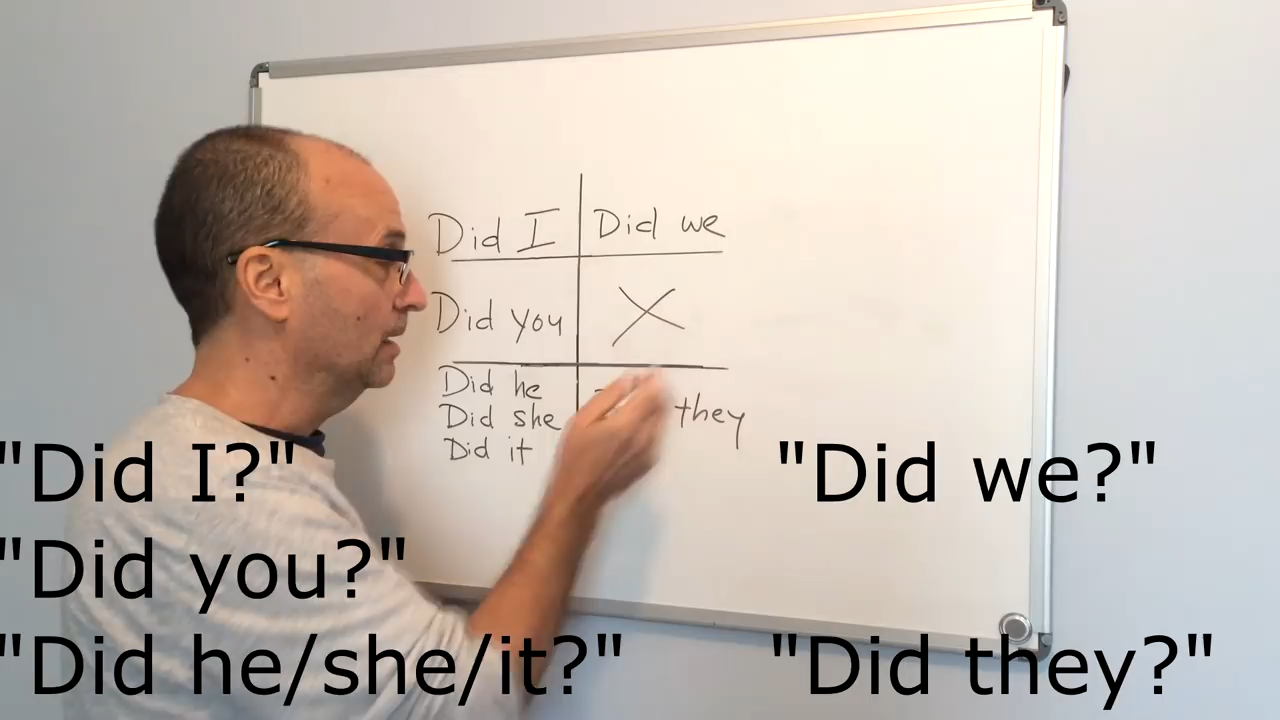 Did I Did we
Did you X
Did he
Did she they
Did it
"Did I?" "Did we?"
"Did you?"
"Did he/she/it?" "Did they?"